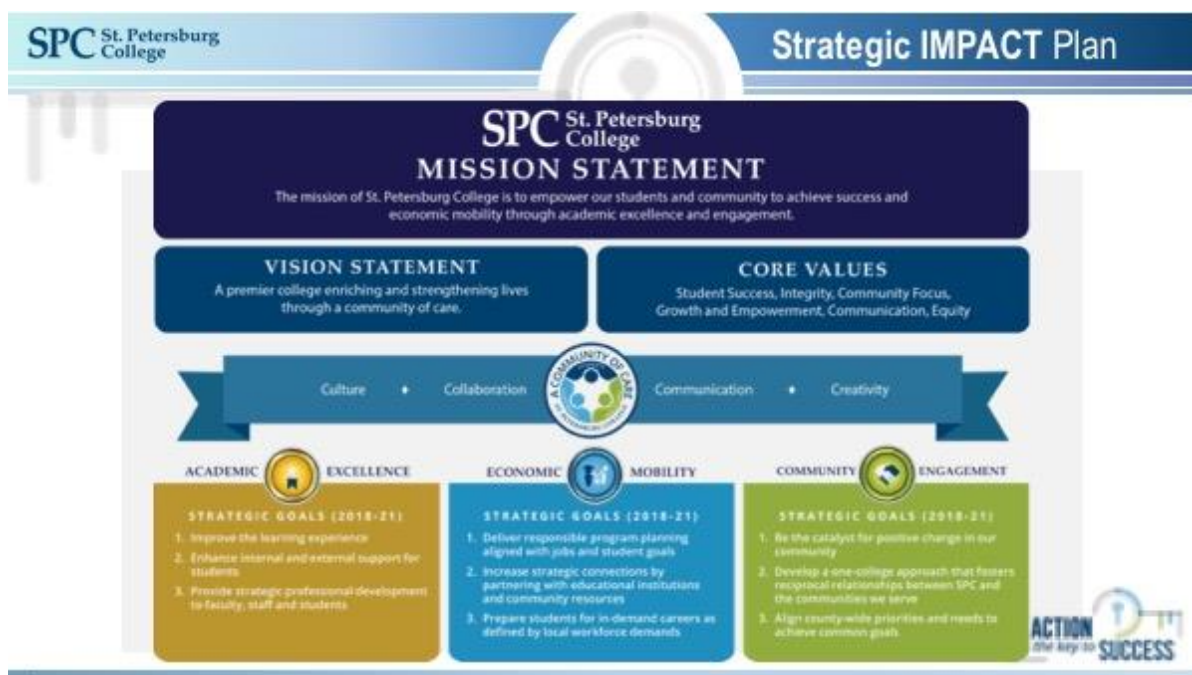 SPC St. Petersburg
College
Strategic IMPACT Plan
SPC St. Petersburg
College
MISSION STATEMENT
The mission of St. Petersburg College is to empower our students and community to achieve success and
economic mobility through academic excellence and engagement.
VISION STATEMENT
A premier college enriching and strengthening lives
through a community of care.
CORE VALUES
Student Success, Integrity, Community Focus,
Growth and Empowerment, Communication, Equity
Culture ♦ Collaboration
A COMMUNITY OF CARE
ST. PETERSBURG COLLEGE
Communication ♦ Creativity
ACADEMIC EXCELLENCE
STRATEGIC GOALS (2018-21)
1. Improve the learning experience
2. Enhance internal and external support for
students
3. Provide strategic professional development
to faculty, staff and students
ECONOMIC MOBILITY
STRATEGIC GOALS (2018-21)
1. Deliver responsible program planning
aligned with jobs and student goals
2. Increase strategic connections by
partnering with educational institutions
and community resources
3. Prepare students for in-demand careers as
defined by local workforce demands
COMMUNITY ENGAGEMENT
STRATEGIC GOALS (2018-21)
1. Be the catalyst for positive change in our
community
2. Develop a one-college approach that fosters
reciprocal relationships between SPC and
the communities we serve
3. Align county-wide priorities and needs to
achieve common goals
ACTION
the key to SUCCESS